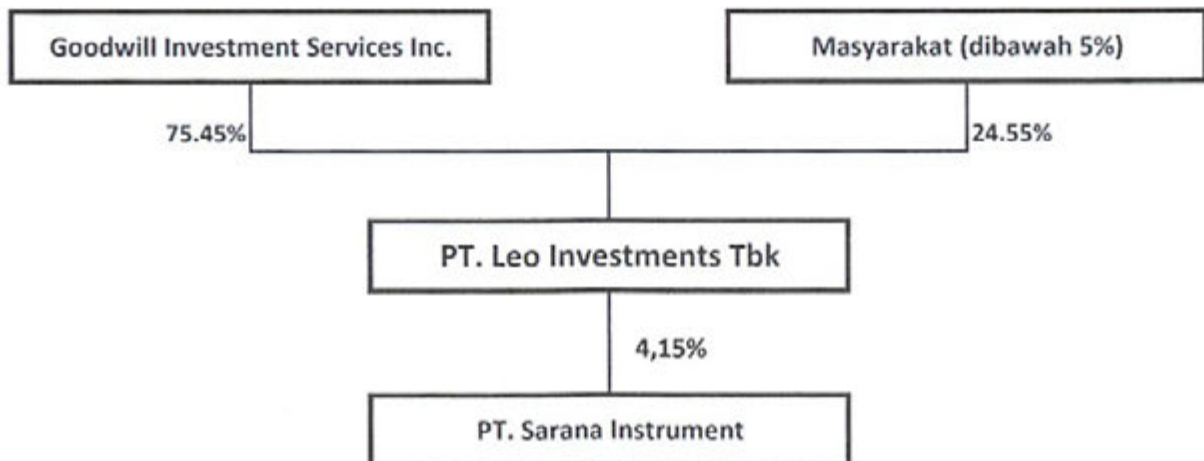 Goodwill Investment Services Inc.
Masyarakat (dibawah 5%)
75.45%
24.55%
PT. Leo Investments Tbk
4,15%
PT. Sarana Instrument